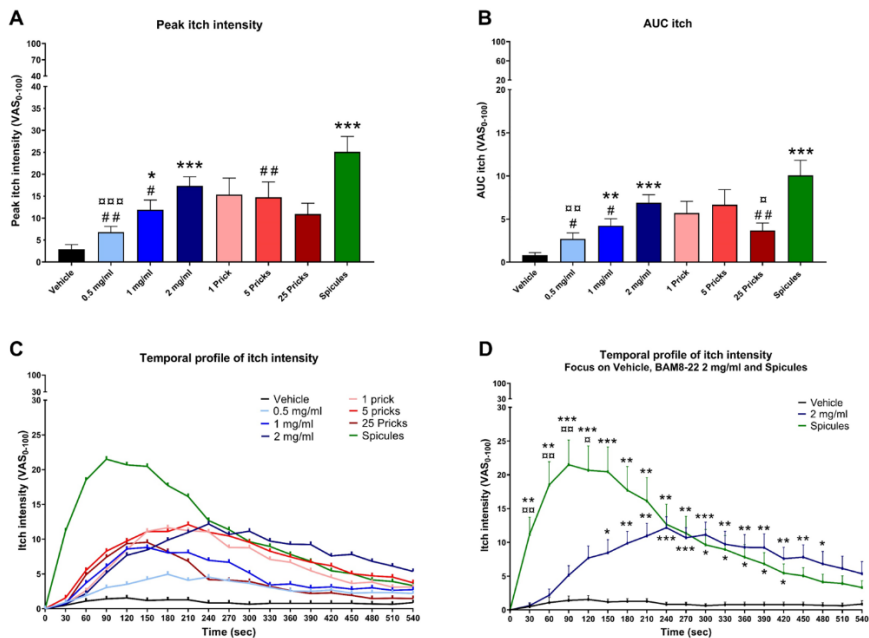 A
Peak itch intensity
Peak itch intensity (VAS0-100)
100
80
60
40
30
25
20
15
10
5
0
¤¤¤
##
*
#
***
##
***
Vehicle
0.5 mg/ml
1 mg/ml
2 mg/ml
1 Prick
5 Pricks
25 Pricks
Spicules
B
AUC itch
AUC itch (VAS0-100)
100
80
60
40
20
15
10
5
0
¤¤
#
**
#
***
¤
##
***
Vehicle
0.5 mg/ml
1 mg/ml
2 mg/ml
1 Prick
5 Pricks
25 Pricks
Spicules
C
Temporal profile of itch intensity
Itch intensity (VAS0-100)
100
30
25
20
15
10
5
0
Vehicle
0.5 mg/ml
1 mg/ml
2 mg/ml
1 prick
5 pricks
25 Pricks
Spicules
0 30 60 90 120 150 180 210 240 270 300 330 360 390 420 450 480 510 540
Time (sec)
D
Temporal profile of itch intensity
Focus on Vehicle, BAM8-22 2 mg/ml and Spicules
Itch intensity (VAS0-100)
100
30
25
20
15
10
5
0
Vehicle
2 mg/ml
Spicules
** ** *** *** *** ** **
¤¤ ¤¤ ¤¤ ¤
* ** ** ** ** *** ** ** ** ** ** *
*** *** * * * * *
0 30 60 90 120 150 180 210 240 270 300 330 360 390 420 450 480 510 540
Time (sec)